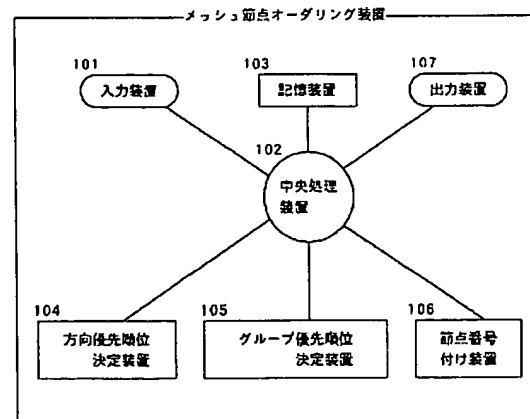 メッシュ節点オーダリング装置
101
入力装置
103
記憶装置
107
出力装置
102
中央処理
装置
104
方向優先順位
決定装置
105
グループ優先順位
決定装置
106
節点番号
付け装置